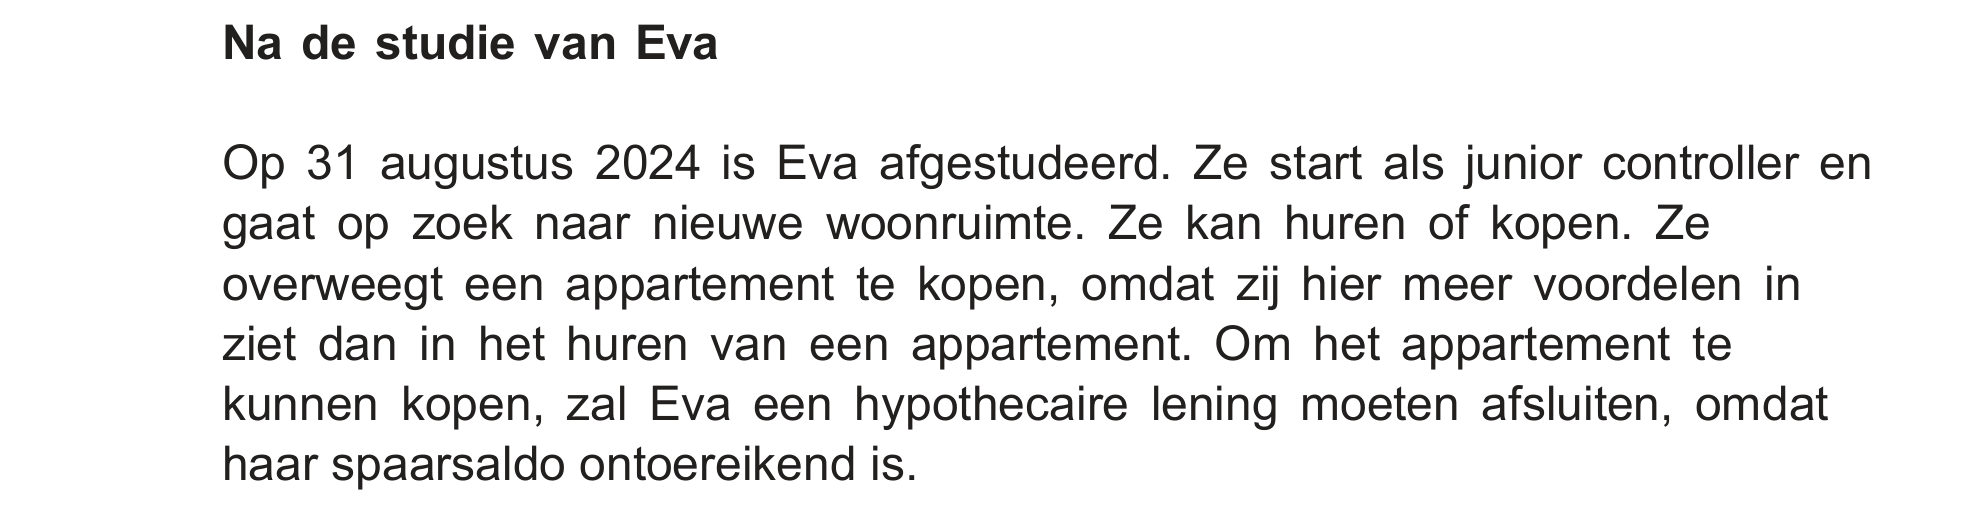 Na de studie van Eva
Op 31 augustus 2024 is Eva afgestudeerd. Ze start als junior controller en
gaat op zoek naar nieuwe woonruimte. Ze kan huren of kopen. Ze
overweegt een appartement te kopen, omdat zij hier meer voordelen in
ziet dan in het huren van een appartement. Om het appartement te
kunnen kopen, zal Eva een hypothecaire lening moeten afsluiten, omdat
haar spaarsaldo ontoereikend is.